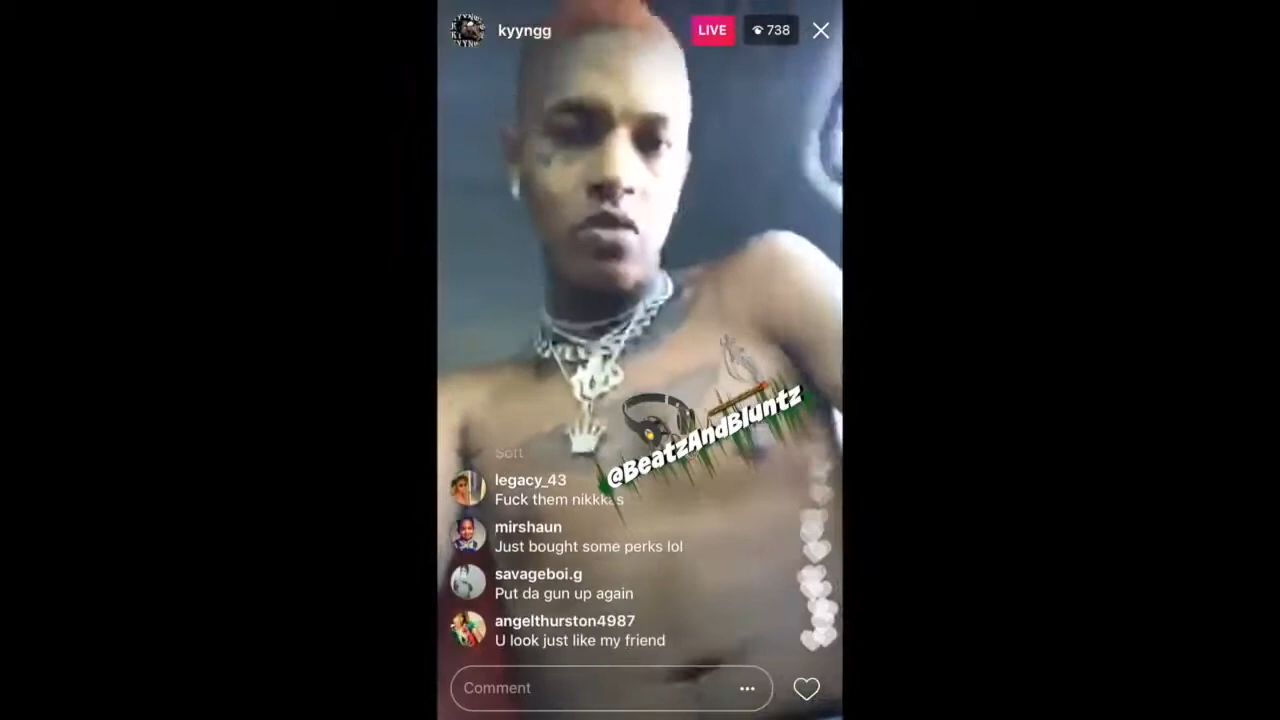 kyyngg
LIVE
738
Soft
legacy_43
Fuck them nikkkas
mirshaun
Just bought some perks lol
savageboi.g
Put da gun up again
angelthurston4987
U look just like my friend
Comment
@BeatzAndBluntz